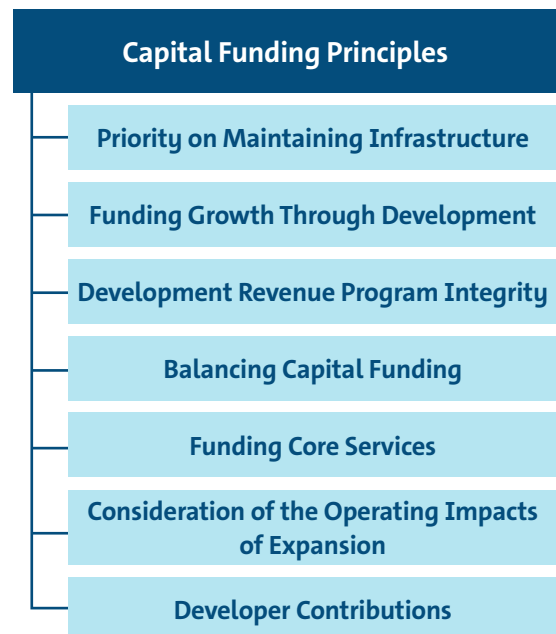 Capital Funding Principles
Priority on Maintaining Infrastructure
Funding Growth Through Development
Development Revenue Program Integrity
Balancing Capital Funding
Funding Core Services
Consideration of the Operating Impacts
of Expansion
Developer Contributions